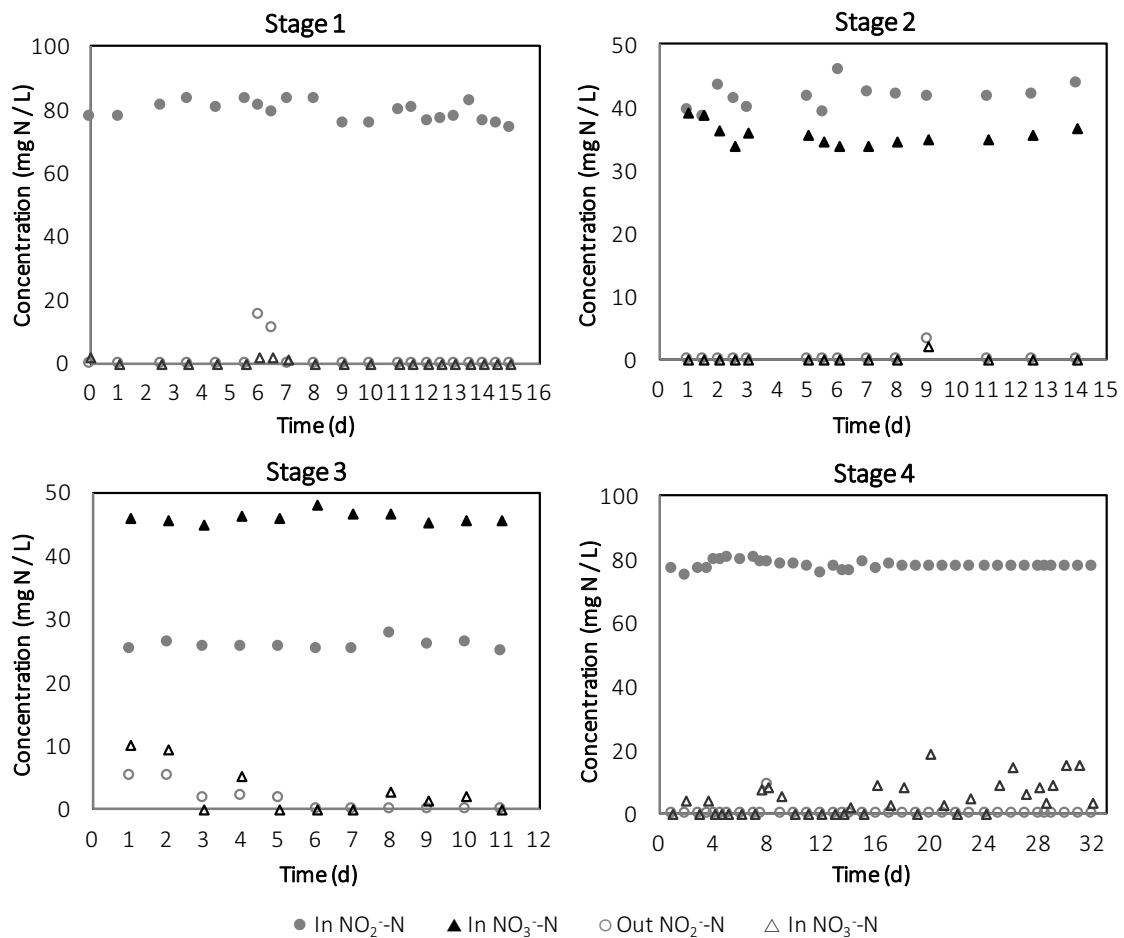 Stage 1
Concentration (mg N / L)
100
80
60
40
20
0
0 1 2 3 4 5 6 7 8 9 10 11 12 13 14 15 16
Time (d)
Stage 2
Concentration (mg N / L)
50
40
30
20
10
0
0 1 2 3 4 5 6 7 8 9 10 11 12 13 14 15
Time (d)
Stage 3
Concentration (mg N / L)
50
40
30
20
10
0
0 1 2 3 4 5 6 7 8 9 10 11 12
Time (d)
Stage 4
Concentration (mg N / L)
100
80
60
40
20
0
0 4 8 12 16 20 24 28 32
Time (d)
In NO₂⁻-N In NO₃⁻-N Out NO₂⁻-N In NO₃⁻-N